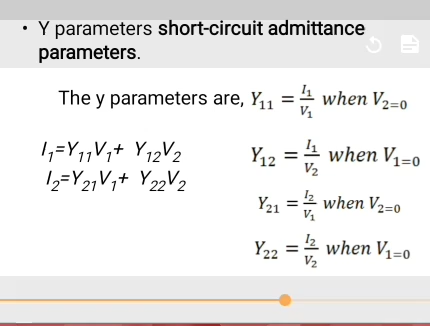 • Y parameters short-circuit admittance
parameters.
The y parameters are, Y₁₁ = I₁/V₁ when V₂₌₀
I₁=Y₁₁V₁+ Y₁₂V₂
I₂=Y₂₁V₁+ Y₂₂V₂
Y₁₂ = I₁/V₂ when V₁₌₀
Y₂₁ = I₂/V₁ when V₂₌₀
Y₂₂ = I₂/V₂ when V₁₌₀